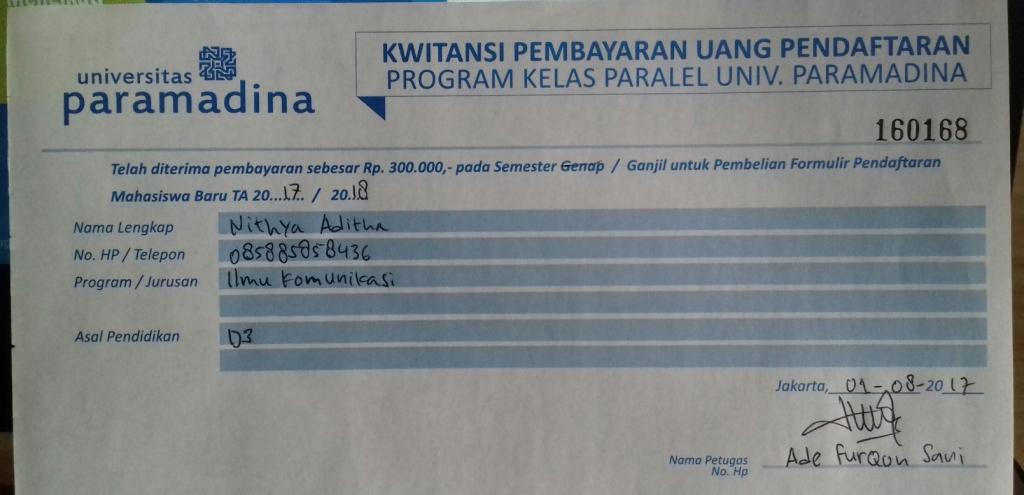 universitas
paramadina
KWITANSI PEMBAYARAN UANG PENDAFTARAN
PROGRAM KELAS PARALEL UNIV. PARAMADINA
160168
Telah diterima pembayaran sebesar Rp. 300.000,- pada Semester Genap / Ganjil untuk Pembelian Formulir Pendaftaran
Mahasiswa Baru TA 20...17.. / 20.18
Nama Lengkap Nithya Aditha
No. HP / Telepon 085885858436
Program / Jurusan Ilmu Komunikasi
Asal Pendidikan D3
Jakarta, 01-08-2017
Nama Petugas Ade Furqon Savi
No. Hp